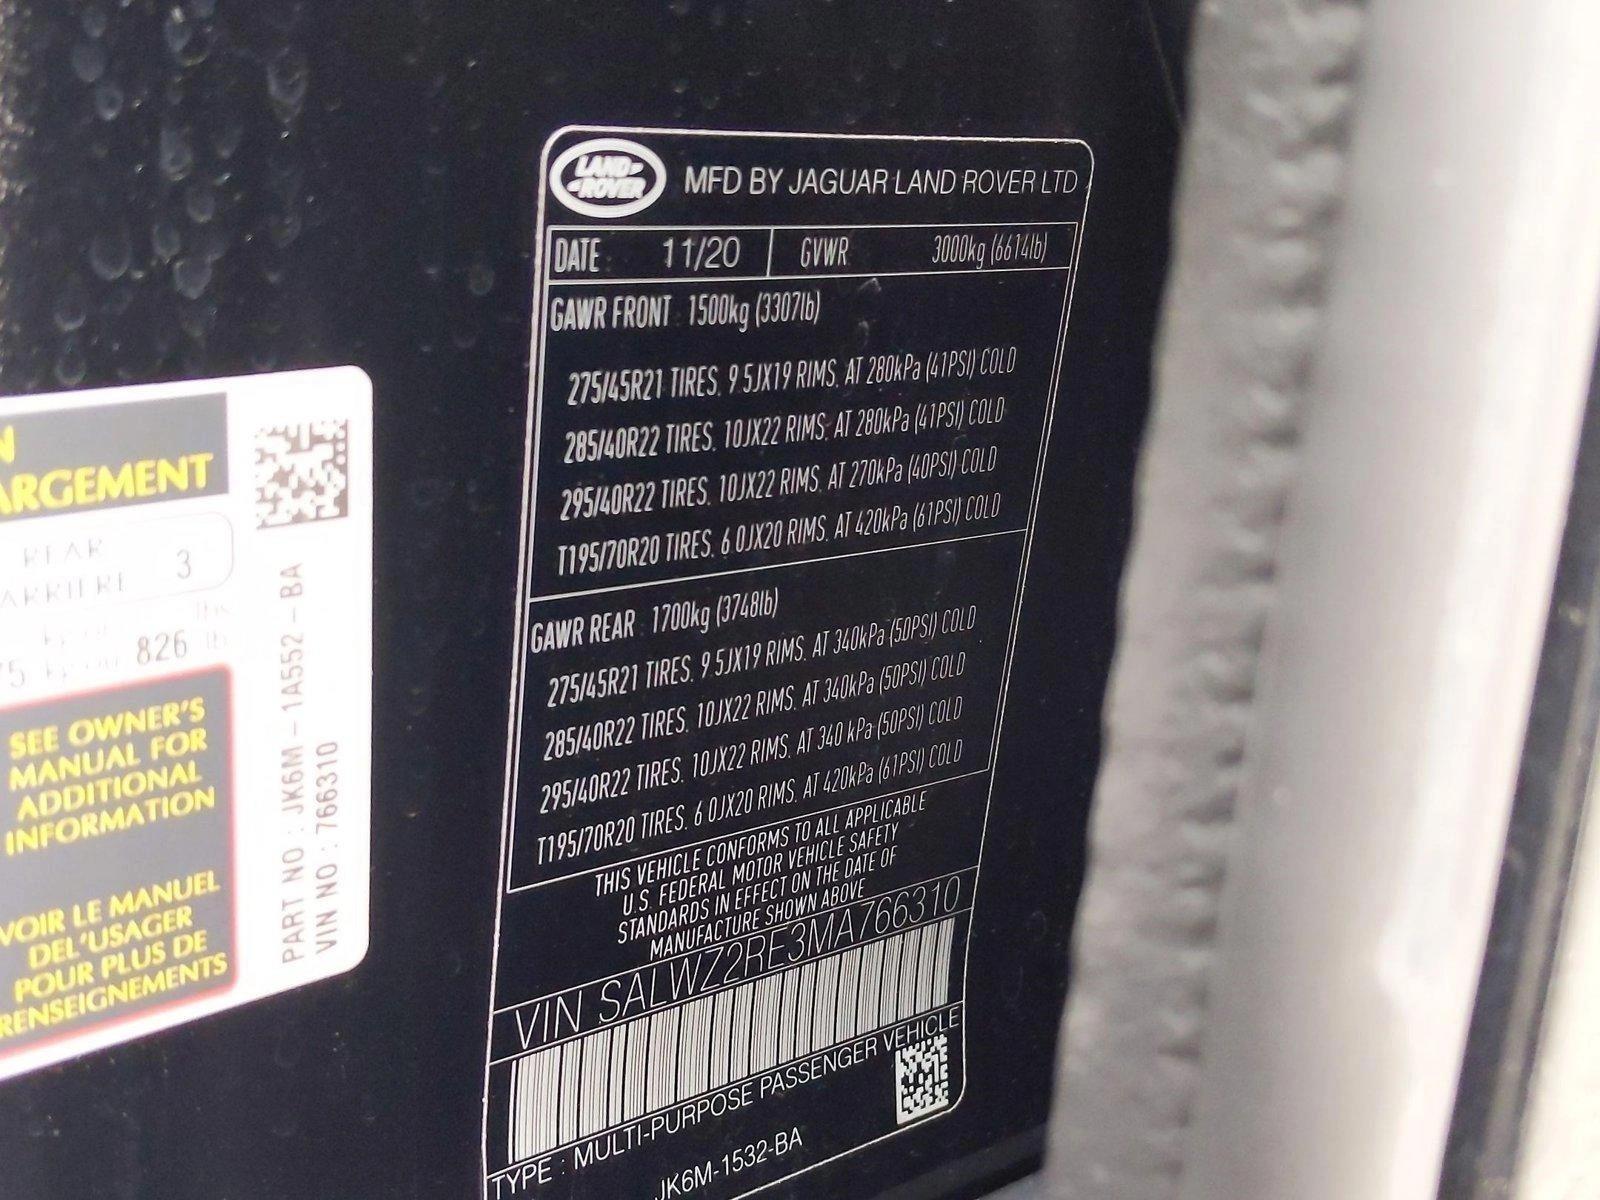 LAND-
-ROVER
MFD BY JAGUAR LAND ROVER LTD
DATE 11/20 GVWR 3000kg (6614lb)
GAWR FRONT 1500kg (3307lb)
275/45R21 TIRES. 9 5JX19 RIMS. AT 280kPa (41PSI) COLD
285/40R22 TIRES. 10JX22 RIMS. AT 280kPa (41PSI) COLD
295/40R22 TIRES. 10JX22 RIMS. AT 270kPa (40PSI) COLD
T195/70R20 TIRES. 6 0JX20 RIMS. AT 420kPa (61PSI) COLD
GAWR REAR 1700kg (3748lb)
275/45R21 TIRES. 9 5JX19 RIMS. AT 340kPa (50PSI) COLD
285/40R22 TIRES. 10JX22 RIMS. AT 340kPa (50PSI) COLD
295/40R22 TIRES. 10JX22 RIMS. AT 340 kPa (50PSI) COLD
T195/70R20 TIRES. 6 0JX20 RIMS. AT 420kPa (61PSI) COLD
THIS VEHICLE CONFORMS TO ALL APPLICABLE
U.S. FEDERAL MOTOR VEHICLE SAFETY
STANDARDS IN EFFECT ON THE DATE OF
MANUFACTURE SHOWN ABOVE
VIN SALWZ2RE3MA766310
TYPE : MULTI-PURPOSE PASSENGER VEHICLE
JK6M-1532-BA
N
ARGEMENT
REAR
ARRIERE 3
lbs
75 kg ou 826 lb
SEE OWNER'S
MANUAL FOR
ADDITIONAL
INFORMATION
VOIR LE MANUEL
DEL'USAGER
POUR PLUS DE
RENSEIGNEMENTS
PART NO : JK6M-1A552-BA
VIN NO : 766310